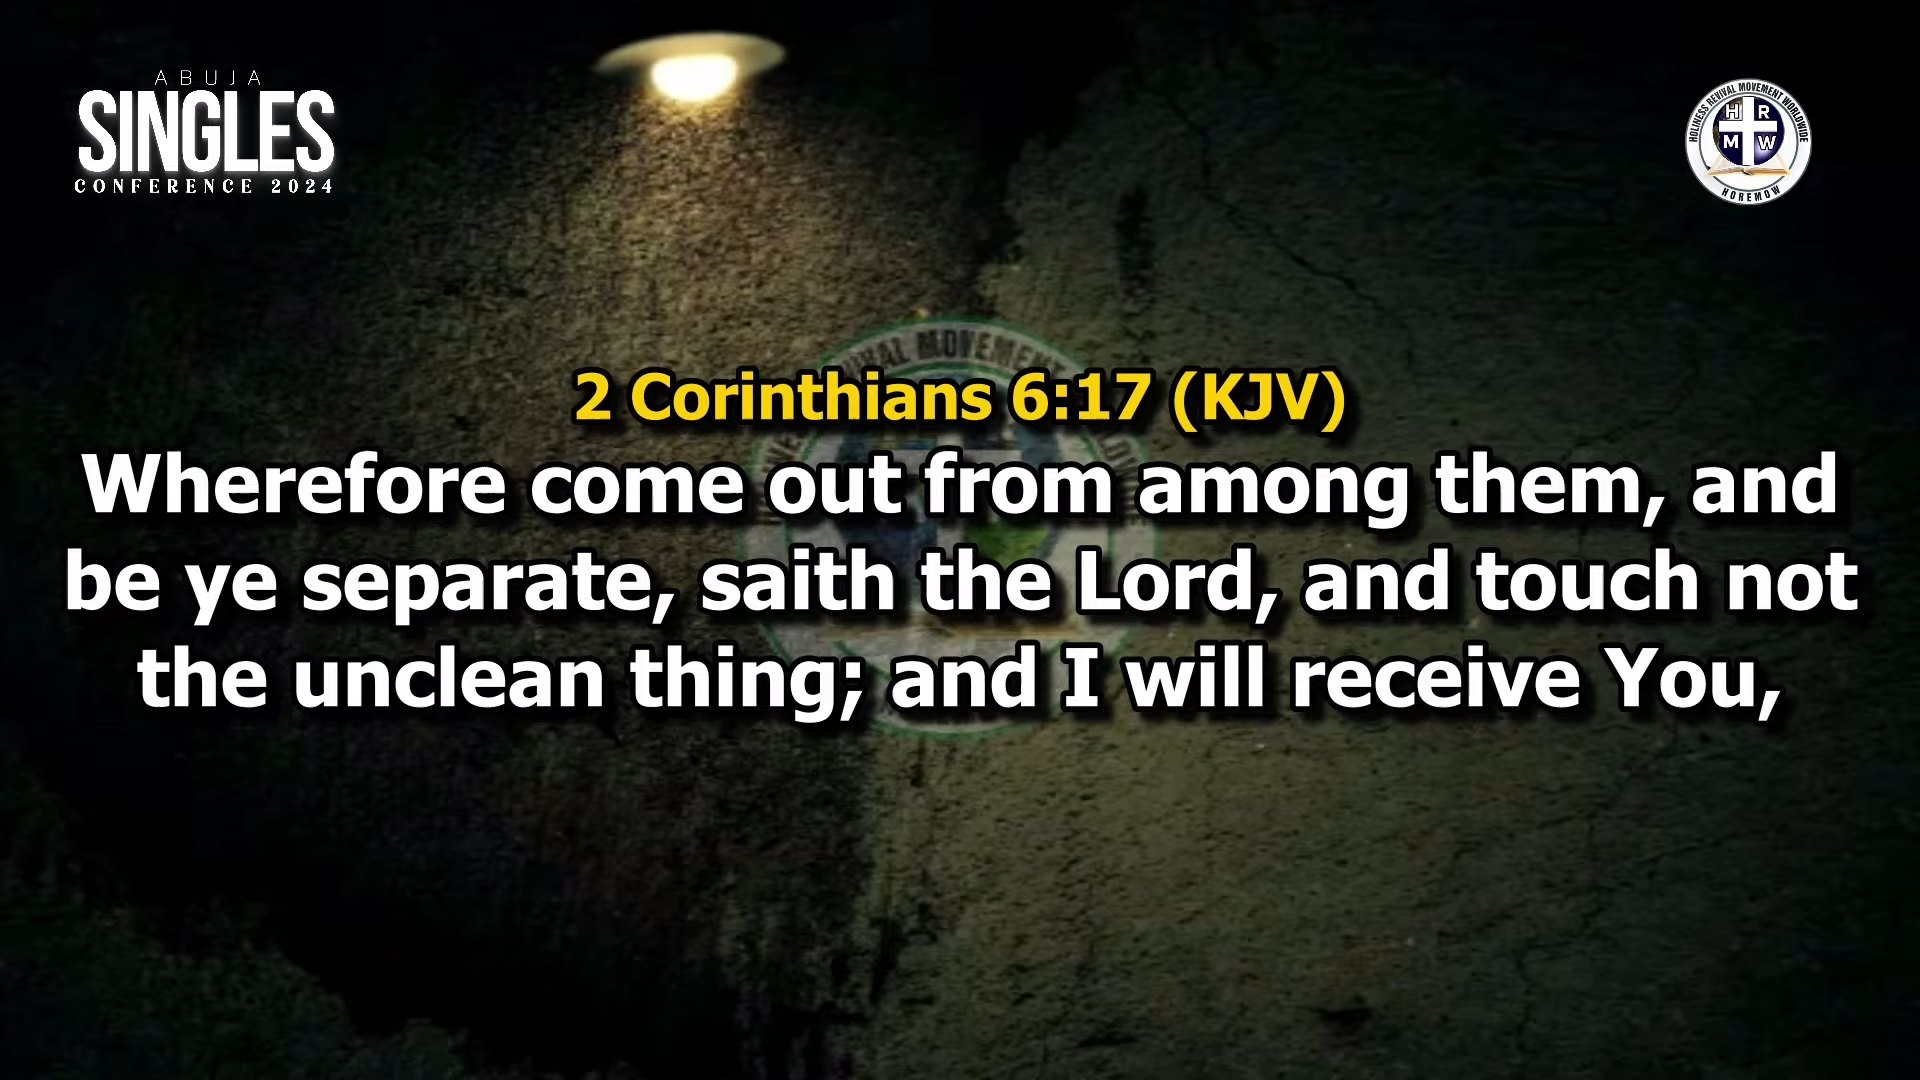 ABUJA
SINGLES
CONFERENCE 2024
HOLINESS REVIVAL MOVEMENT WORLDWIDE
H R
M W
HOREMOW
MOVEMENT
2 Corinthians 6:17 (KJV)
Wherefore come out from among them, and
be ye separate, saith the Lord, and touch not
the unclean thing; and I will receive You,